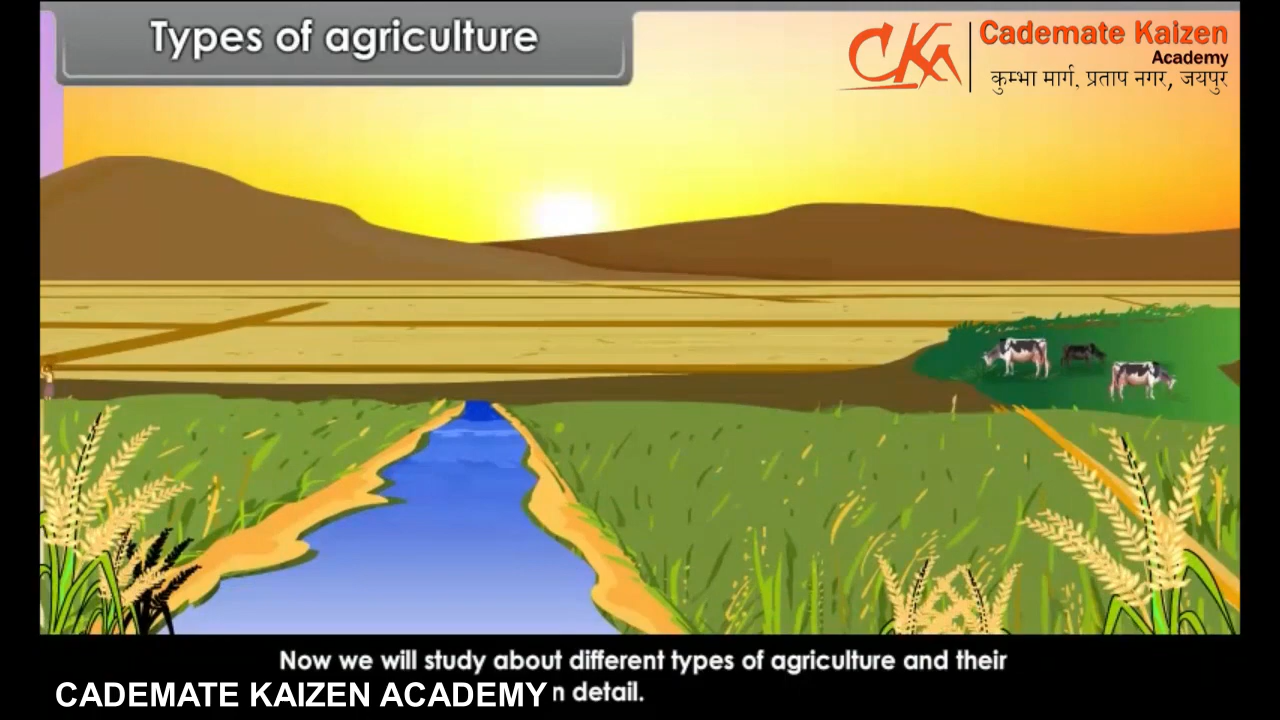 Types of agriculture
CKA
Cademate Kaizen
Academy
कुम्भा मार्ग, प्रताप नगर, जयपुर
Now we will study about different types of agriculture and their
CADEMATE KAIZEN ACADEMY
n detail.